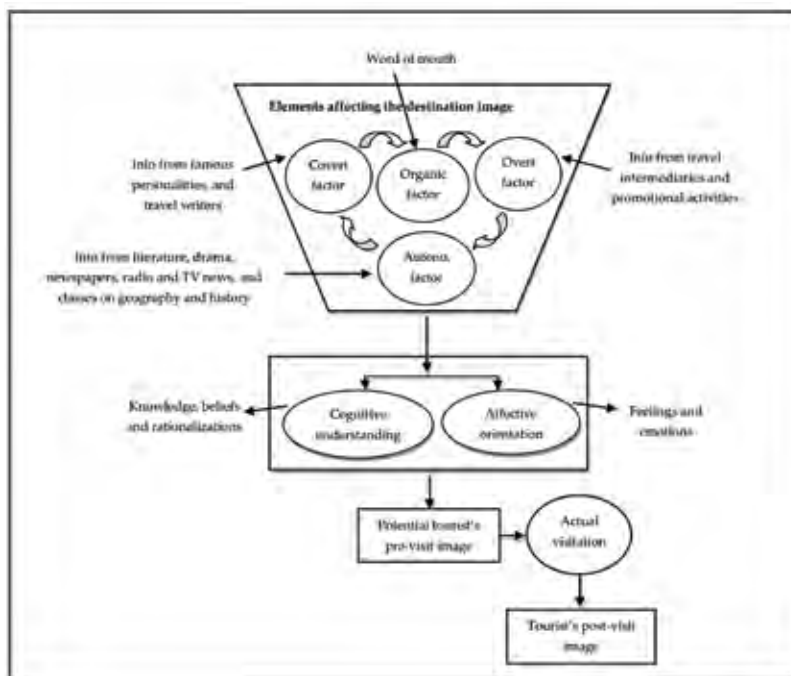 Word of mouth
Elements affecting the destination image
Info from famous
personalities, and
travel writers
Covert
factor
Organic
factor
Overt
factor
Info from travel
intermediaries and
promotional activities
Info from literature, drama,
newspapers, radio and TV news, and
classes on geography and history
factor
Knowledge, beliefs
and rationalizations
Cognitive
understanding
Affective
orientation
Feelings and
emotions
Potential tourist's
pre-visit image
Actual
visitation
Tourist's post-visit
image